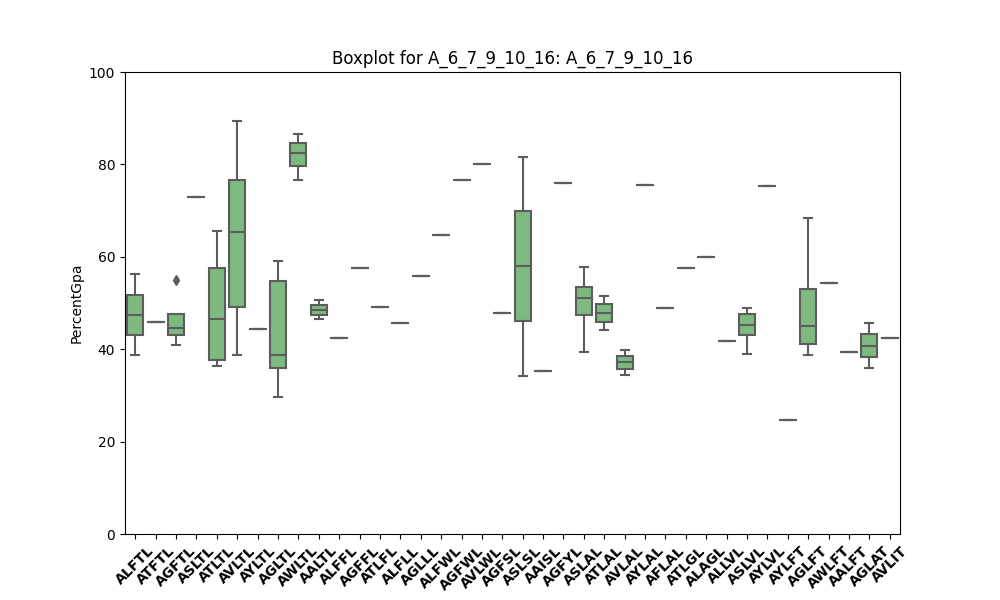 Boxplot for A_6_7_9_10_16: A_6_7_9_10_16
PercentGpa
100
80
60
40
20
0
ALFTL
ATFTL
AGFTL
ASLTL
ATLTL
AVLTL
AYLTL
AGLTL
AWLTL
AALTL
ALFFL
AGFFL
ATLFL
ALFLL
AGLLL
ALFWL
AGFWL
AVLWL
AGFSL
ASLSL
AAISL
AGFYL
ASLAL
ATLAL
AVLAL
AYLAL
AFLAL
ATLGL
ALAGL
ALLVL
ASLVL
AYLVL
AYLFT
AGLFT
AWLFT
AALFT
AGLAT
AVLIT